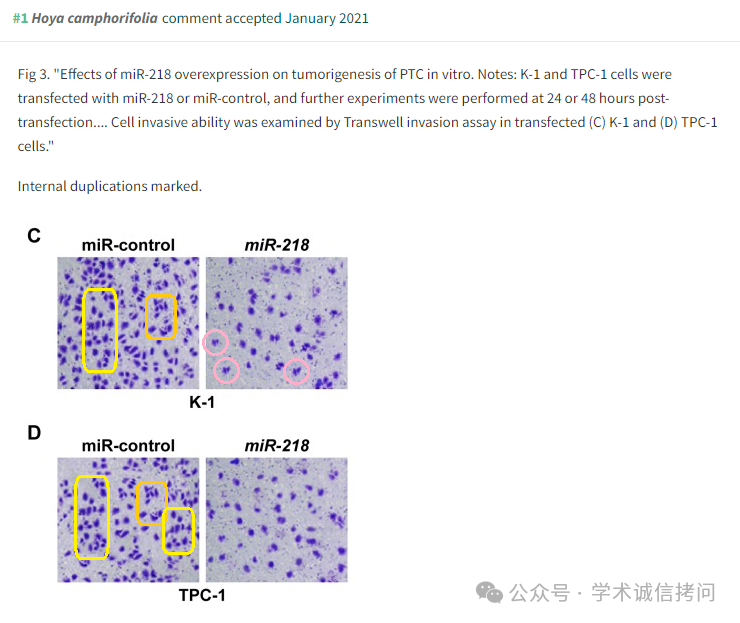 #1 Hoya camphorifolia comment accepted January 2021
Fig 3. "Effects of miR-218 overexpression on tumorigenesis of PTC in vitro. Notes: K-1 and TPC-1 cells were
transfected with miR-218 or miR-control, and further experiments were performed at 24 or 48 hours post-
transfection.... Cell invasive ability was examined by Transwell invasion assay in transfected (C) K-1 and (D) TPC-1
cells."
Internal duplications marked.
C
miR-control miR-218
K-1
D
miR-control miR-218
TPC-1
公众号 · 学术诚信拷问